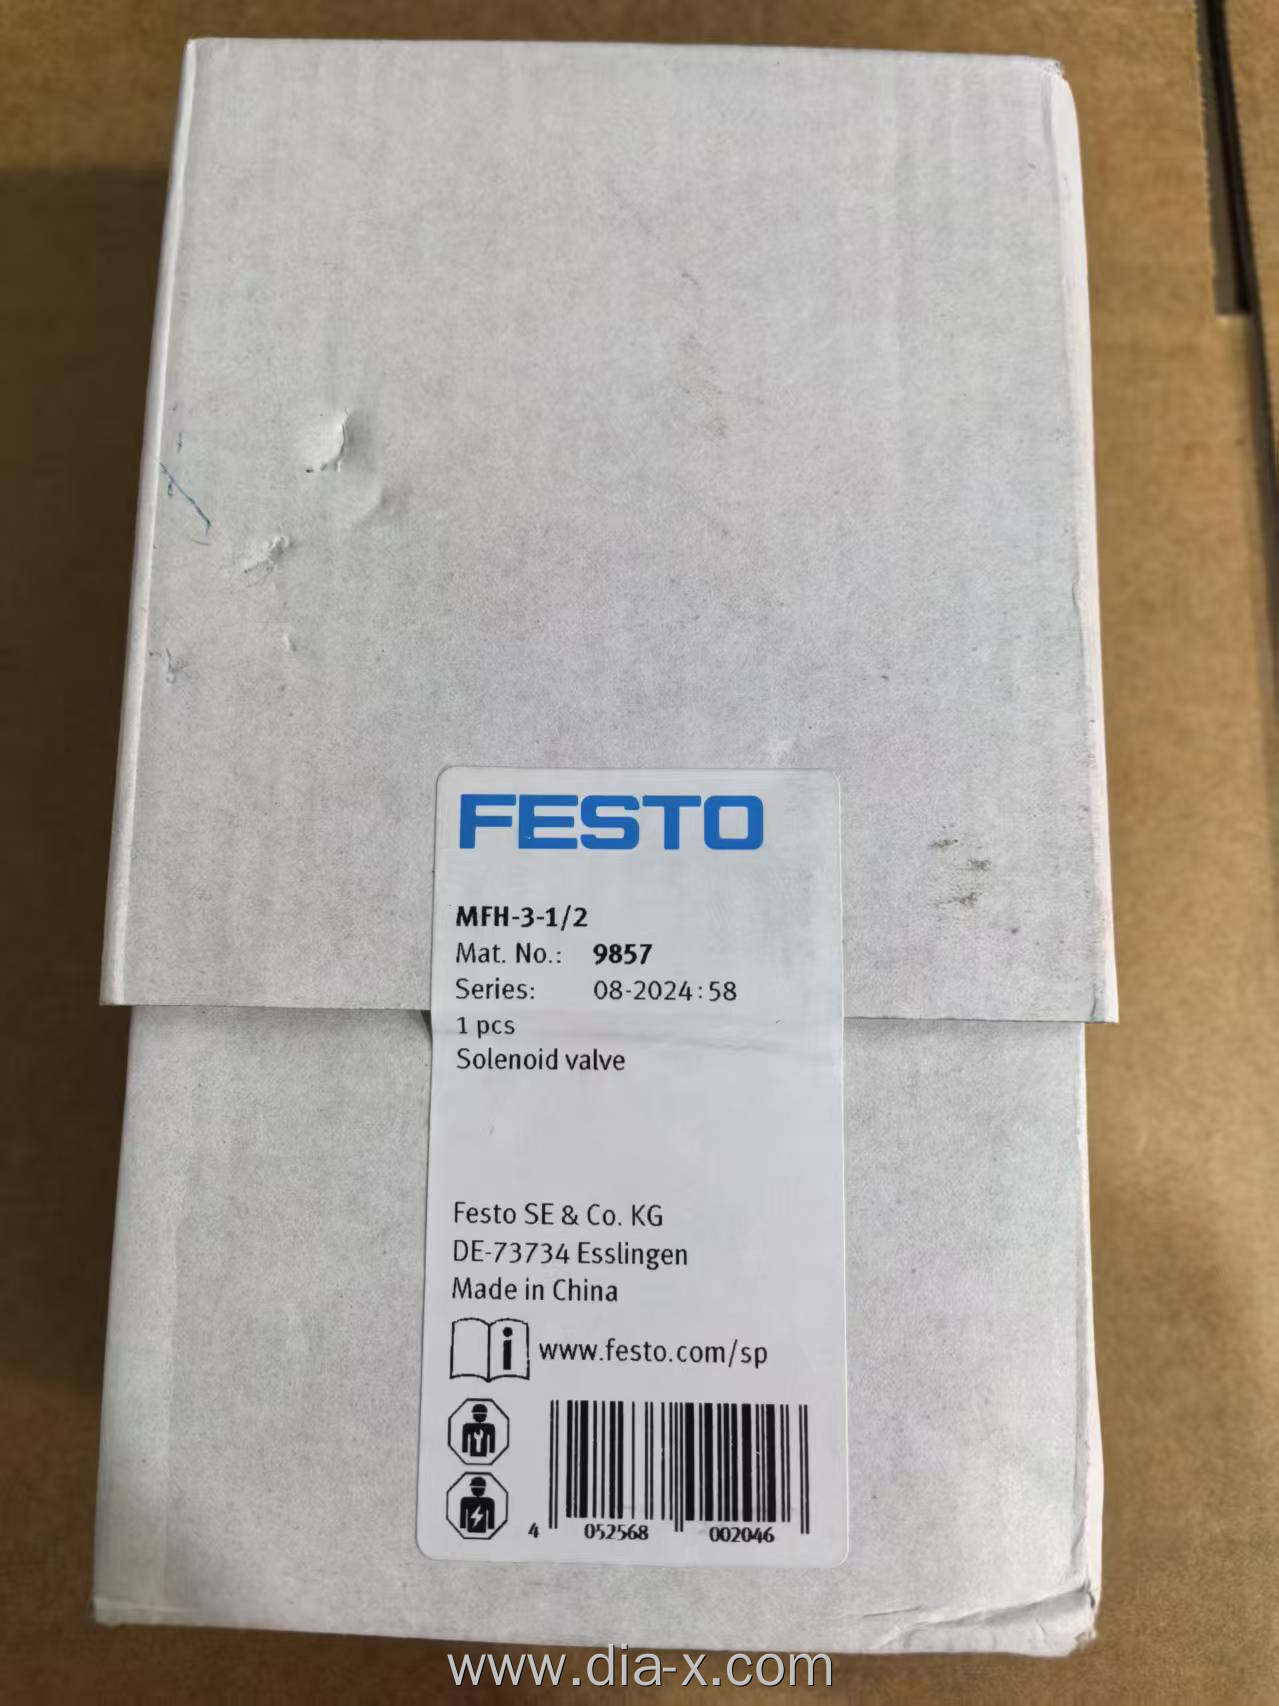 FESTO
MFH-3-1/2
Mat. No.: 9857
Series: 08-2024:58
1 pcs
Solenoid valve
Festo SE & Co. KG
DE-73734 Esslingen
Made in China
i www.festo.com/sp
4 052568 002046
www.dia-x.com